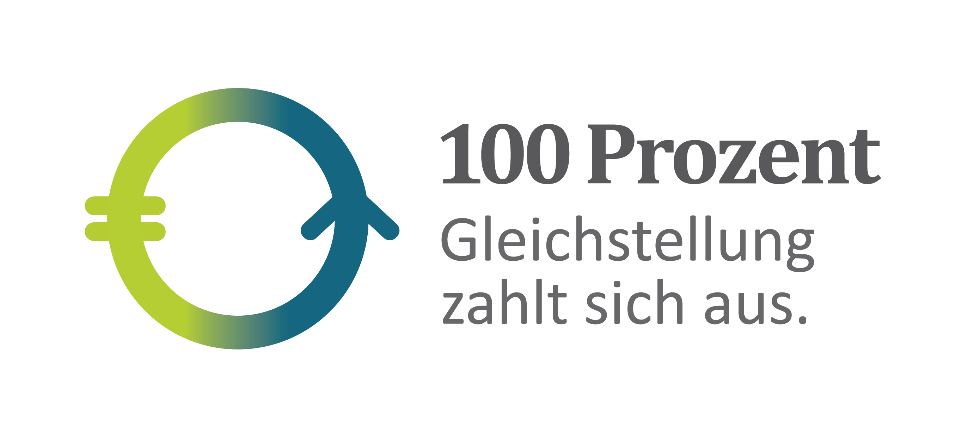 100 Prozent
Gleichstellung
zahlt sich aus.